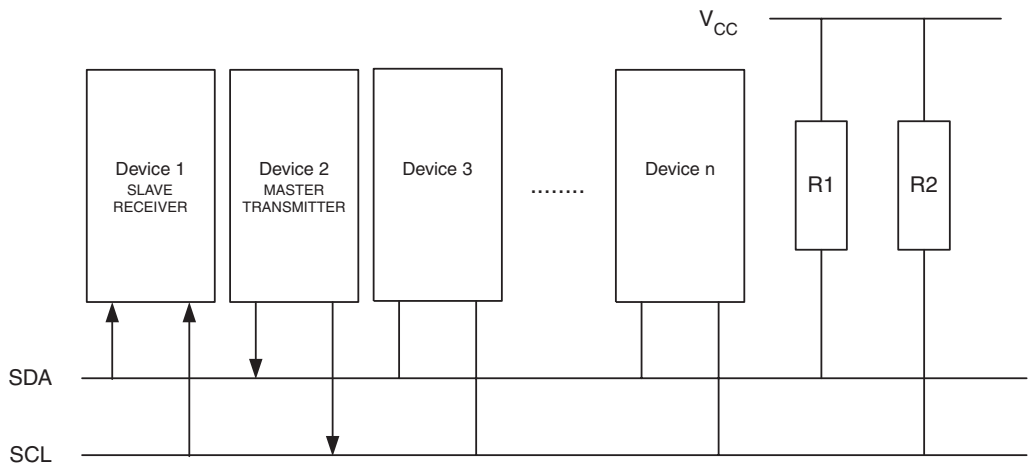 V_CC
Device 1
SLAVE
RECEIVER
Device 2
MASTER
TRANSMITTER
Device 3
........
Device n
R1
R2
SDA
SCL